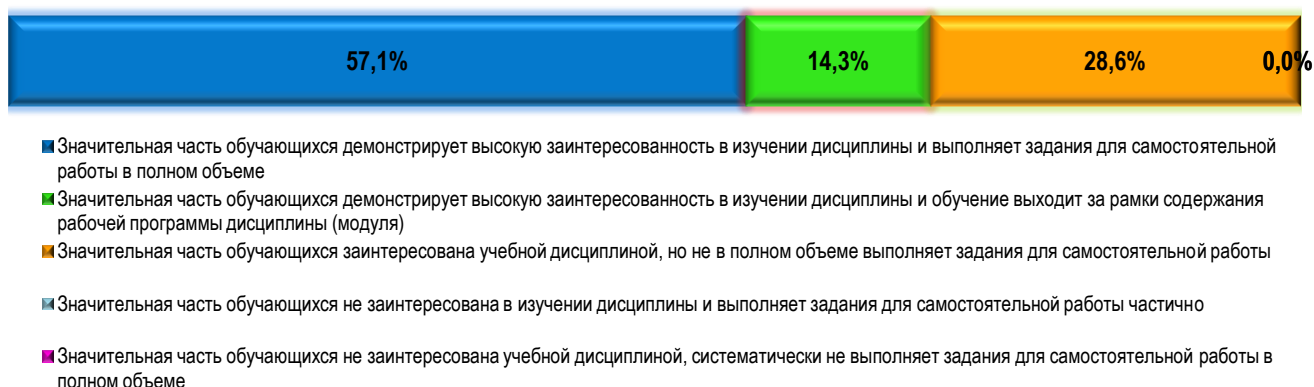 57,1% 14,3% 28,6% 0,0%
Значительная часть обучающихся демонстрирует высокую заинтересованность в изучении дисциплины и выполняет задания для самостоятельной
работы в полном объеме
Значительная часть обучающихся демонстрирует высокую заинтересованность в изучении дисциплины и обучение выходит за рамки содержания
рабочей программы дисциплины (модуля)
Значительная часть обучающихся заинтересована учебной дисциплиной, но не в полном объеме выполняет задания для самостоятельной работы
Значительная часть обучающихся не заинтересована в изучении дисциплины и выполняет задания для самостоятельной работы частично
Значительная часть обучающихся не заинтересована учебной дисциплиной, систематически не выполняет задания для самостоятельной работы в
полном объеме